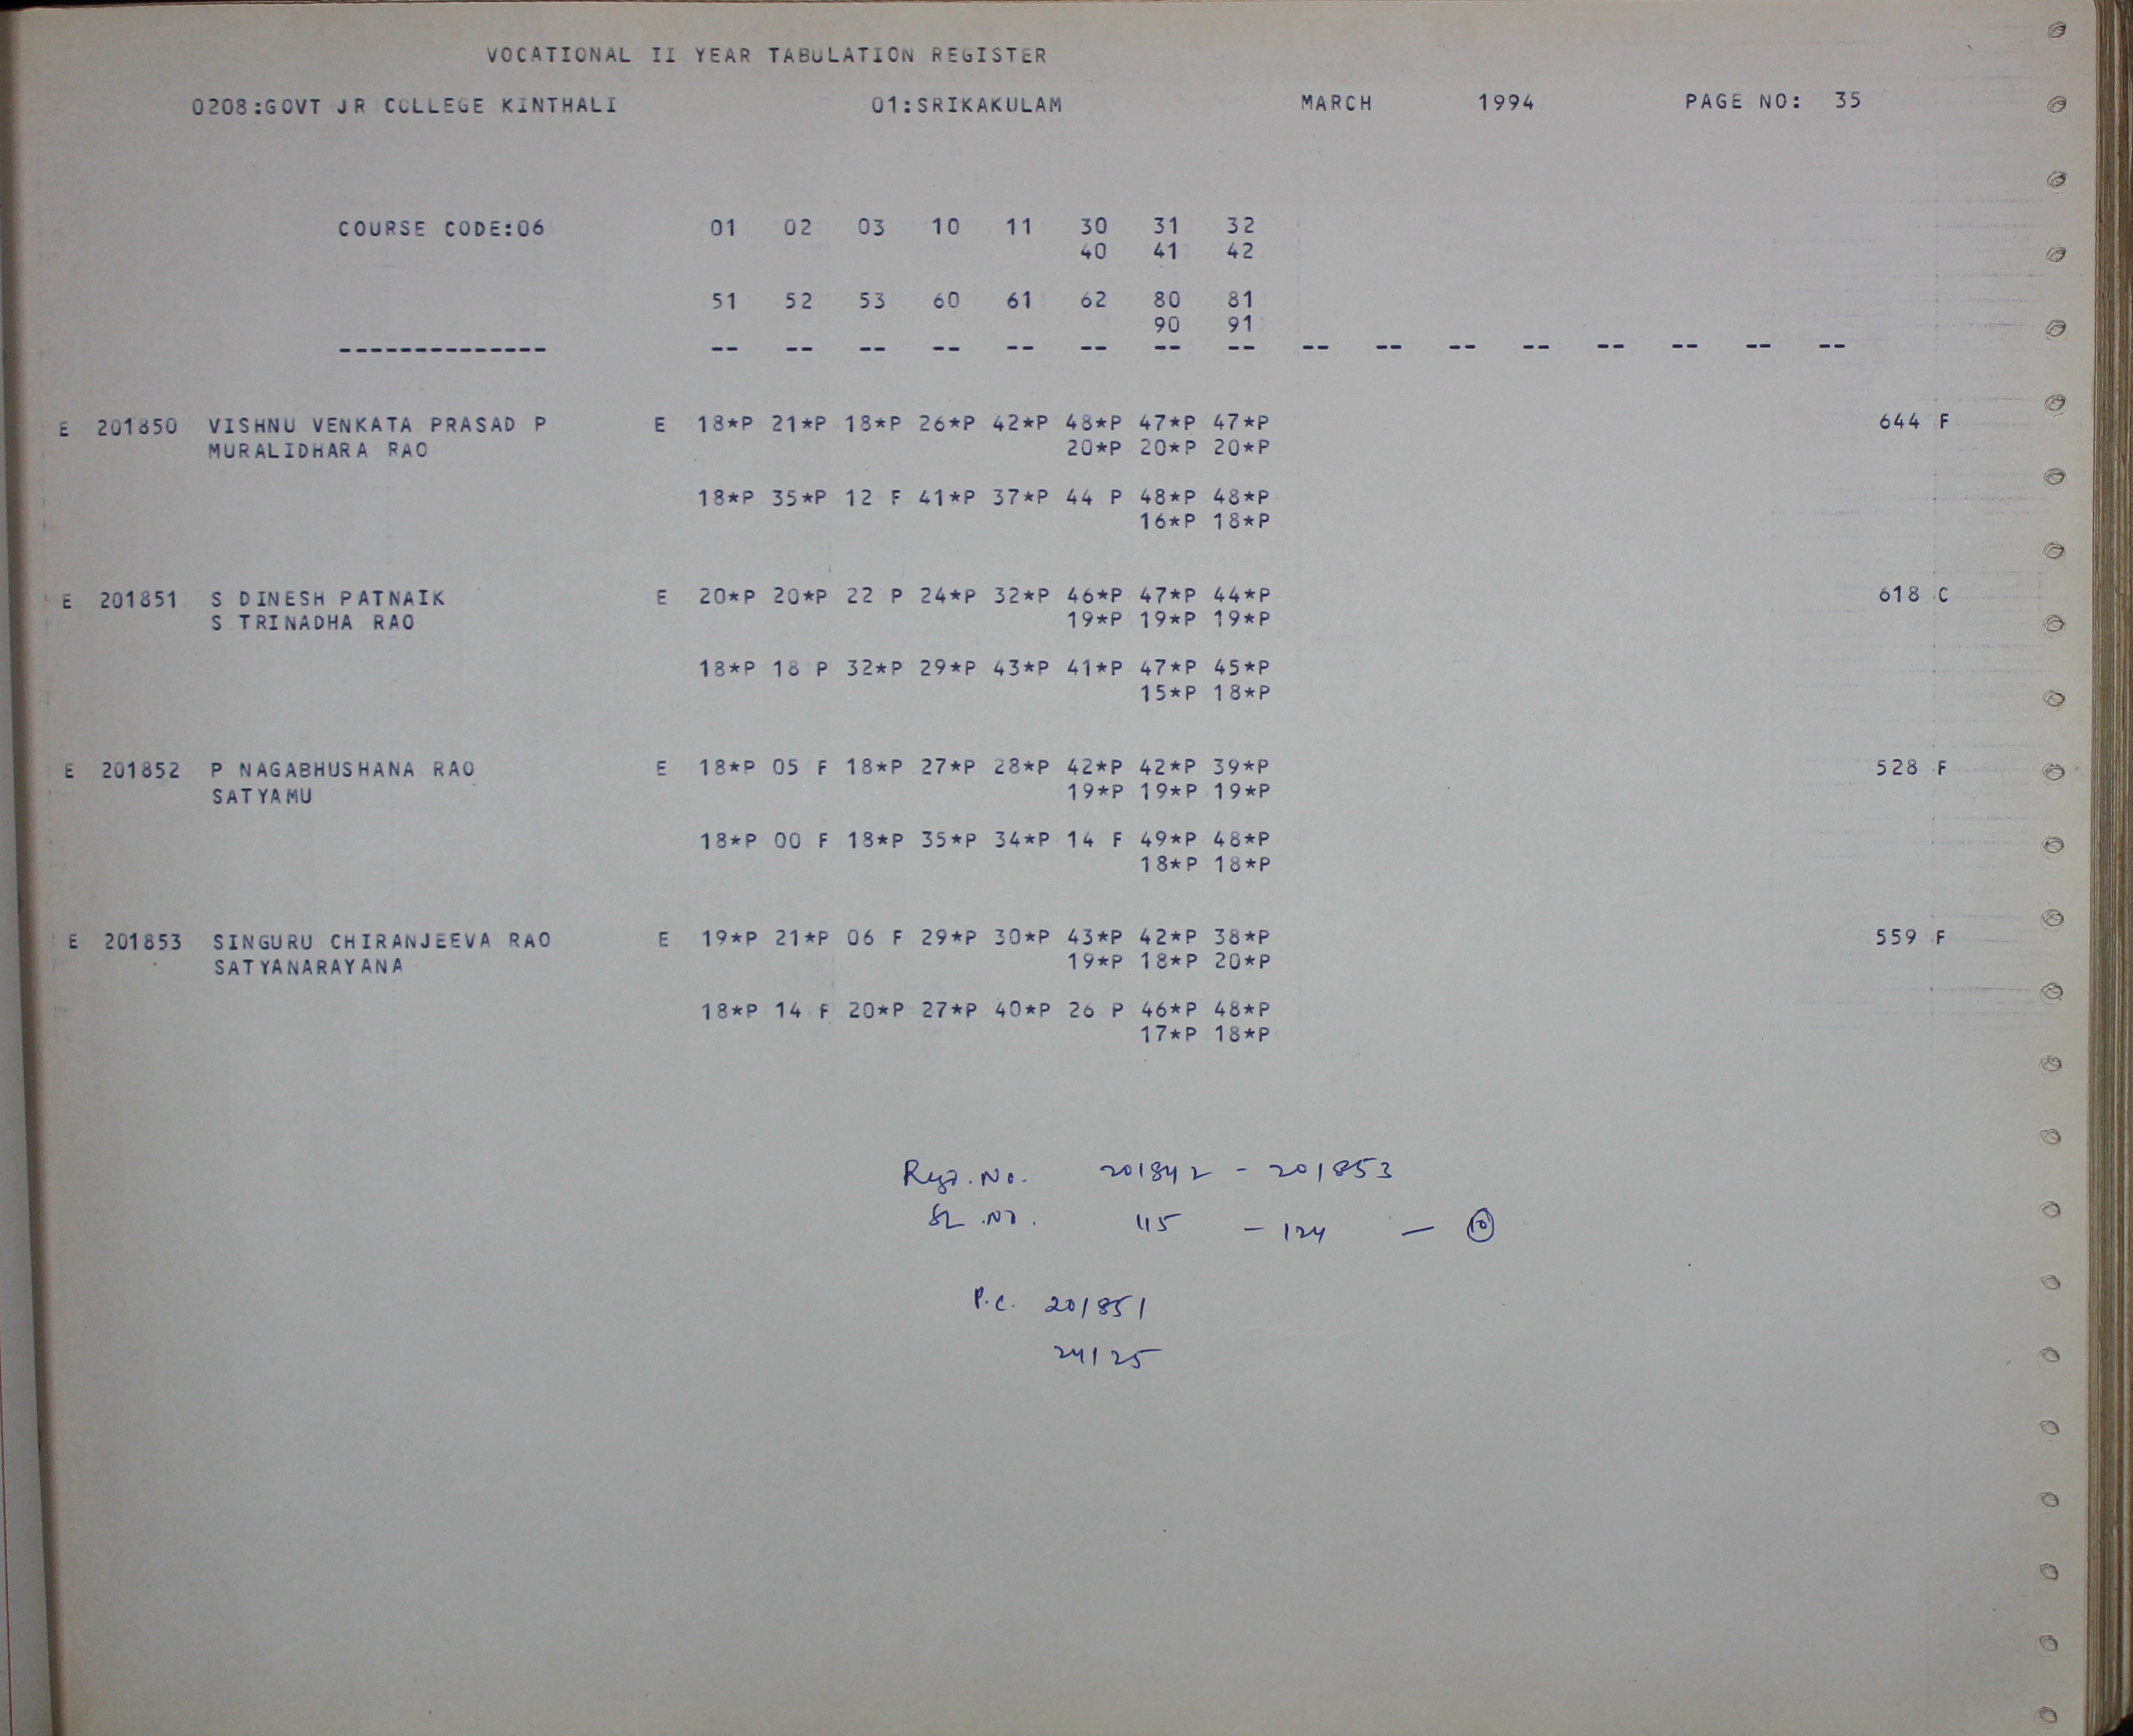 VOCATIONAL II YEAR TABULATION REGISTER
0208:GOVT JR COLLEGE KINTHALI 01:SRIKAKULAM MARCH 1994 PAGE NO: 35
COURSE CODE:06 01 02 03 10 11 30 31 32
40 41 42
51 52 53 60 61 62 80 81
90 91
-------------- -- -- -- -- -- -- -- -- -- -- -- -- -- -- -- --
E 201850 VISHNU VENKATA PRASAD P E 18*P 21*P 18*P 26*P 42*P 48*P 47*P 47*P 644 F
MURALIDHARA RAO 20*P 20*P 20*P
18*P 35*P 12 F 41*P 37*P 44 P 48*P 48*P
16*P 18*P
E 201851 S DINESH PATNAIK E 20*P 20*P 22 P 24*P 32*P 46*P 47*P 44*P 618 C
S TRINADHA RAO 19*P 19*P 19*P
18*P 18 P 32*P 29*P 43*P 41*P 47*P 45*P
15*P 18*P
E 201852 P NAGABHUSHANA RAO E 18*P 05 F 18*P 27*P 28*P 42*P 42*P 39*P 528 F
SATYAMU 19*P 19*P 19*P
18*P 00 F 18*P 35*P 34*P 14 F 49*P 48*P
18*P 18*P
E 201853 SINGURU CHIRANJEEVA RAO E 19*P 21*P 06 F 29*P 30*P 43*P 42*P 38*P 559 F
SATYANARAYANA 19*P 18*P 20*P
18*P 14 F 20*P 27*P 40*P 26 P 46*P 48*P
17*P 18*P
Regd. No. 201842 - 201853
SL .No. 115 - 124 - 10
P.C. 201851
24125